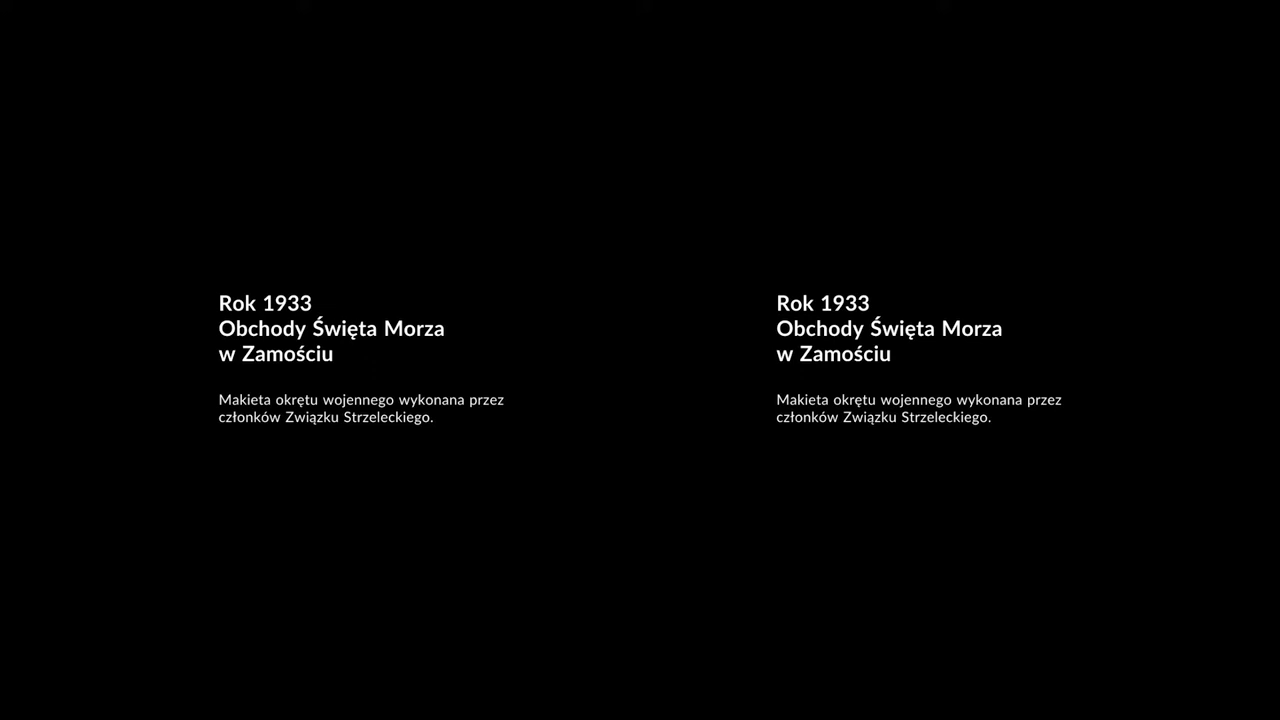 Rok 1933
Obchody Święta Morza
w Zamościu
Makieta okrętu wojennego wykonana przez
członków Związku Strzeleckiego.
Rok 1933
Obchody Święta Morza
w Zamościu
Makieta okrętu wojennego wykonana przez
członków Związku Strzeleckiego.